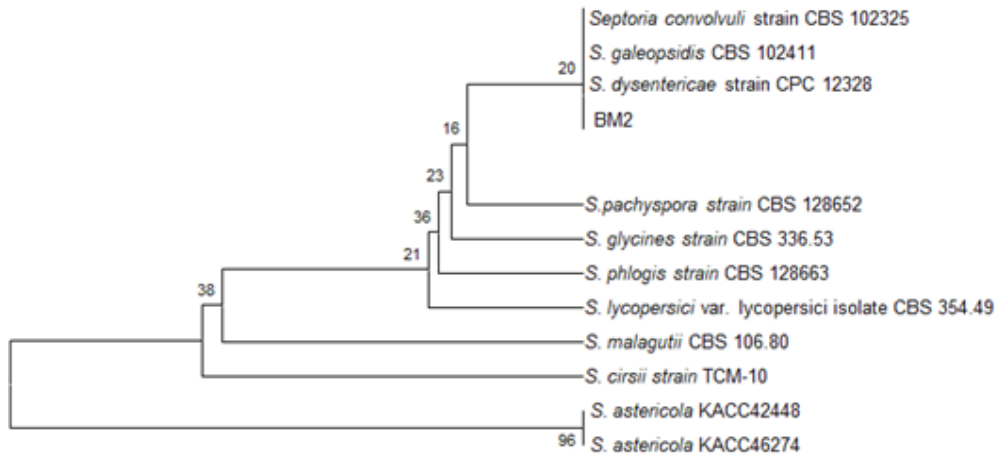 Septoria convolvuli strain CBS 102325
S. galeopsidis CBS 102411
20
S. dysentericae strain CPC 12328
BM2
16
23
S.pachyspora strain CBS 128652
36
S. glycines strain CBS 336.53
21
S. phlogis strain CBS 128663
38
S. lycopersici var. lycopersici isolate CBS 354.49
S. malagutii CBS 106.80
S. cirsii strain TCM-10
S. astericola KACC42448
96
S. astericola KACC46274